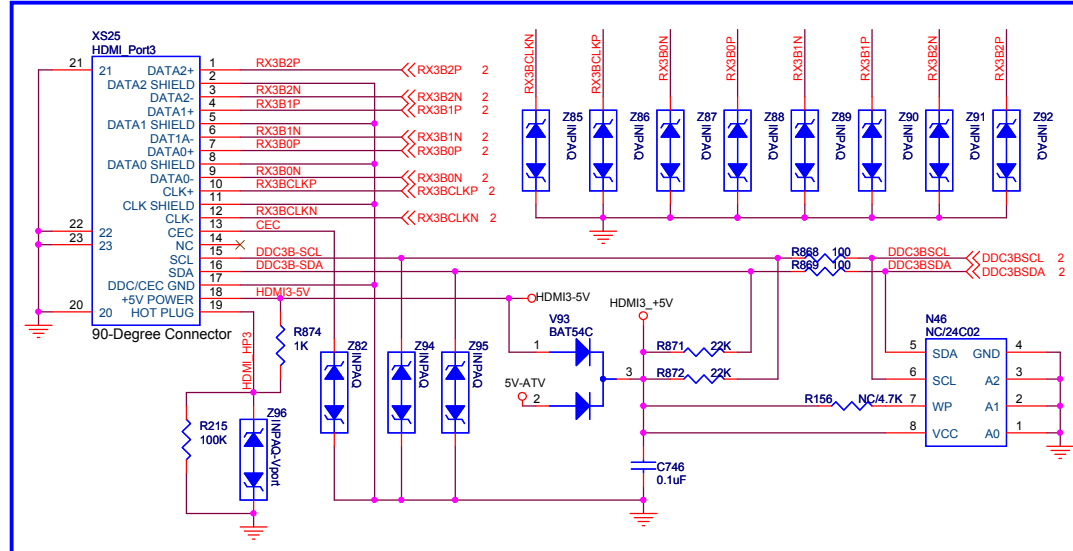 XS25
HDMI_Port3
21
21
22
22
23
23
20
20
DATA2+
1
RX3B2P
RX3B2P 2
DATA2 SHIELD
2
DATA2-
3
RX3B2N
RX3B2N 2
DATA1+
4
RX3B1P
RX3B1P 2
DATA1 SHIELD
5
DAT1A-
6
RX3B1N
RX3B1N 2
DATA0+
7
RX3B0P
RX3B0P 2
DATA0 SHIELD
8
DATA0-
9
RX3B0N
RX3B0N 2
CLK+
10
RX3BCLKP
RX3BCLKP 2
CLK SHIELD
11
CLK-
12
RX3BCLKN
RX3BCLKN 2
CEC
13
CEC
NC
14
SCL
15
DDC3B-SCL
SDA
16
DDC3B-SDA
DDC/CEC GND
17
+5V POWER
18
HDMI3-5V
HOT PLUG
19
90-Degree Connector
RX3BCLKN
RX3BCLKP
RX3B0N
RX3B0P
RX3B1N
RX3B1P
RX3B2N
RX3B2P
Z85
INPAQ
Z86
INPAQ
Z87
INPAQ
Z88
INPAQ
Z89
INPAQ
Z90
INPAQ
Z91
INPAQ
Z92
INPAQ
R868 100
DDC3BSCL
DDC3BSCL 2
R869 100
DDC3BSDA
DDC3BSDA 2
HDMI3-5V
HDMI3_+5V
HDMI_HP3
R874
1K
Z82
INPAQ
Z94
INPAQ
Z95
INPAQ
V93
BAT54C
1
5V-ATV
2
3
R871 22K
R872 22K
R156 NC/4.7K
N46
NC/24C02
5
SDA
GND
4
6
SCL
A2
3
7
WP
A1
2
8
VCC
A0
1
R215
100K
Z96
INPAQ-Vport
C746
0.1uF